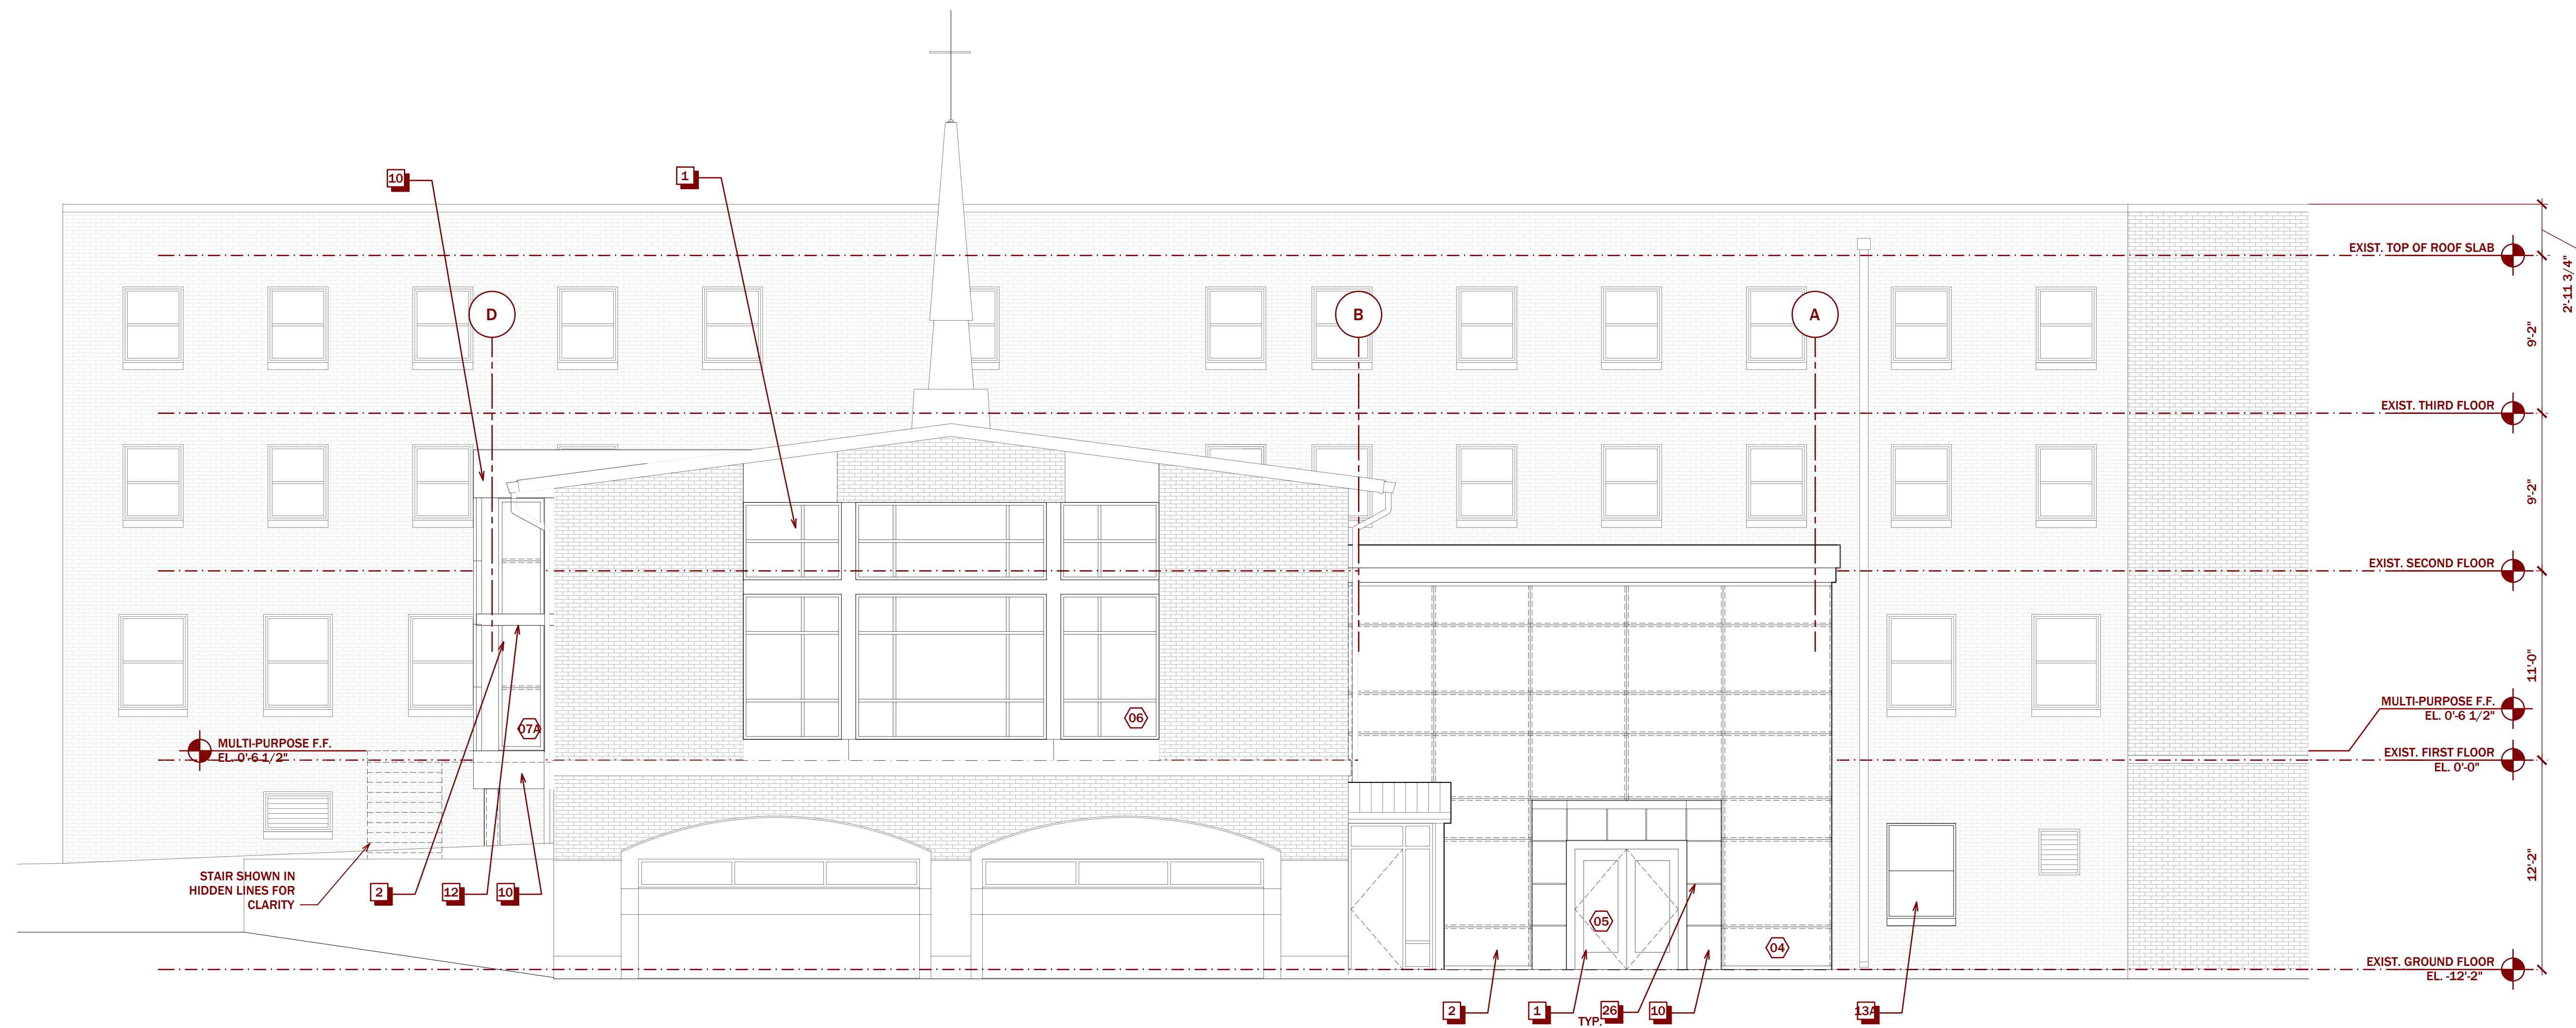 10
1
EXIST. TOP OF ROOF SLAB
2'-11 3/4"
D
B
A
9'-2"
EXIST. THIRD FLOOR
9'-2"
EXIST. SECOND FLOOR
11'-0"
07A
06
MULTI-PURPOSE F.F.
EL. 0'-6 1/2"
MULTI-PURPOSE F.F.
EL. 0'-6 1/2"
EXIST. FIRST FLOOR
EL. 0'-0"
12'-2"
STAIR SHOWN IN
HIDDEN LINES FOR
CLARITY
2
12
10
05
04
EXIST. GROUND FLOOR
EL. -12'-2"
2
1
TYP.
26
10
13A